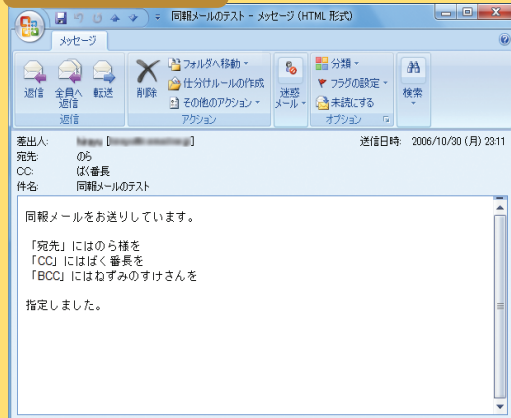 同報メールのテスト - メッセージ (HTML 形式)
メッセージ
返信
全員へ
返信
転送
削除
フォルダへ移動
仕分けルールの作成
その他のアクション
迷惑
メール
分類
フラグの設定
未読にする
検索
返信
アクション
オプション
差出人:
送信日時: 2006/10/30 (月) 23:11
宛先: のら
CC: ばく番長
件名: 同報メールのテスト
同報メールをお送りしています。
「宛先」にはのら様を
「CC」にはばく番長を
「BCC」にはねずみのすけさんを
指定しました。